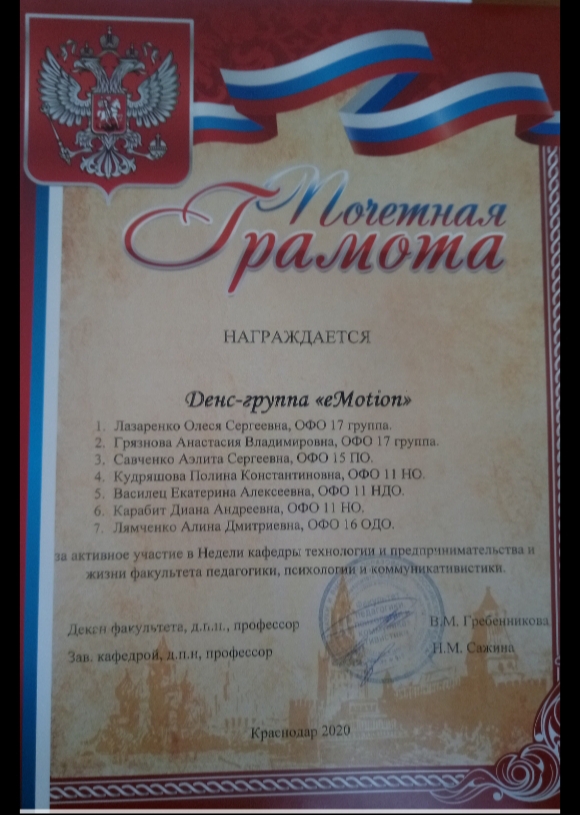 Почетная
Грамота
НАГРАЖДАЕТСЯ
Денс-группа «eMotion»
1. Лазаренко Олеся Сергеевна, ОФО 17 группа.
2. Грязнова Анастасия Владимировна, ОФО 17 группа.
3. Савченко Аэлита Сергеевна, ОФО 15 ПО.
4. Кудряшова Полина Константиновна, ОФО 11 НО.
5. Василец Екатерина Алексеевна, ОФО 11 НДО.
6. Карабит Диана Андреевна, ОФО 11 НО.
7. Лямченко Алина Дмитриевна, ОФО 16 ОДО.
за активное участие в Недели кафедры технологии и предпринимательства и
жизни факультета педагогики, психологии и коммуникативистики.
Декан факультета, д.п.н., профессор В.М. Гребенникова
Зав. кафедрой, д.п.н, профессор Н.М. Сажина
Краснодар 2020